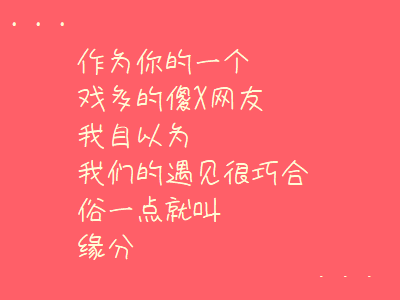 作为你的一个
戏多的傻X网友
我自以为
我们的遇见很巧合
俗一点就叫
缘分